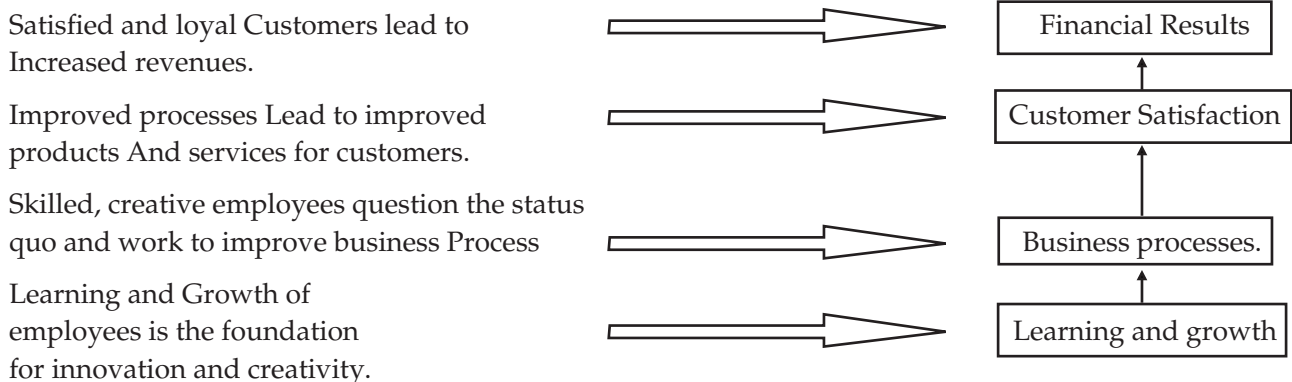 Satisfied and loyal Customers lead to
Increased revenues.
Financial Results
Improved processes Lead to improved
products And services for customers.
Customer Satisfaction
Skilled, creative employees question the status
quo and work to improve business Process
Business processes.
Learning and Growth of
employees is the foundation
for innovation and creativity.
Learning and growth